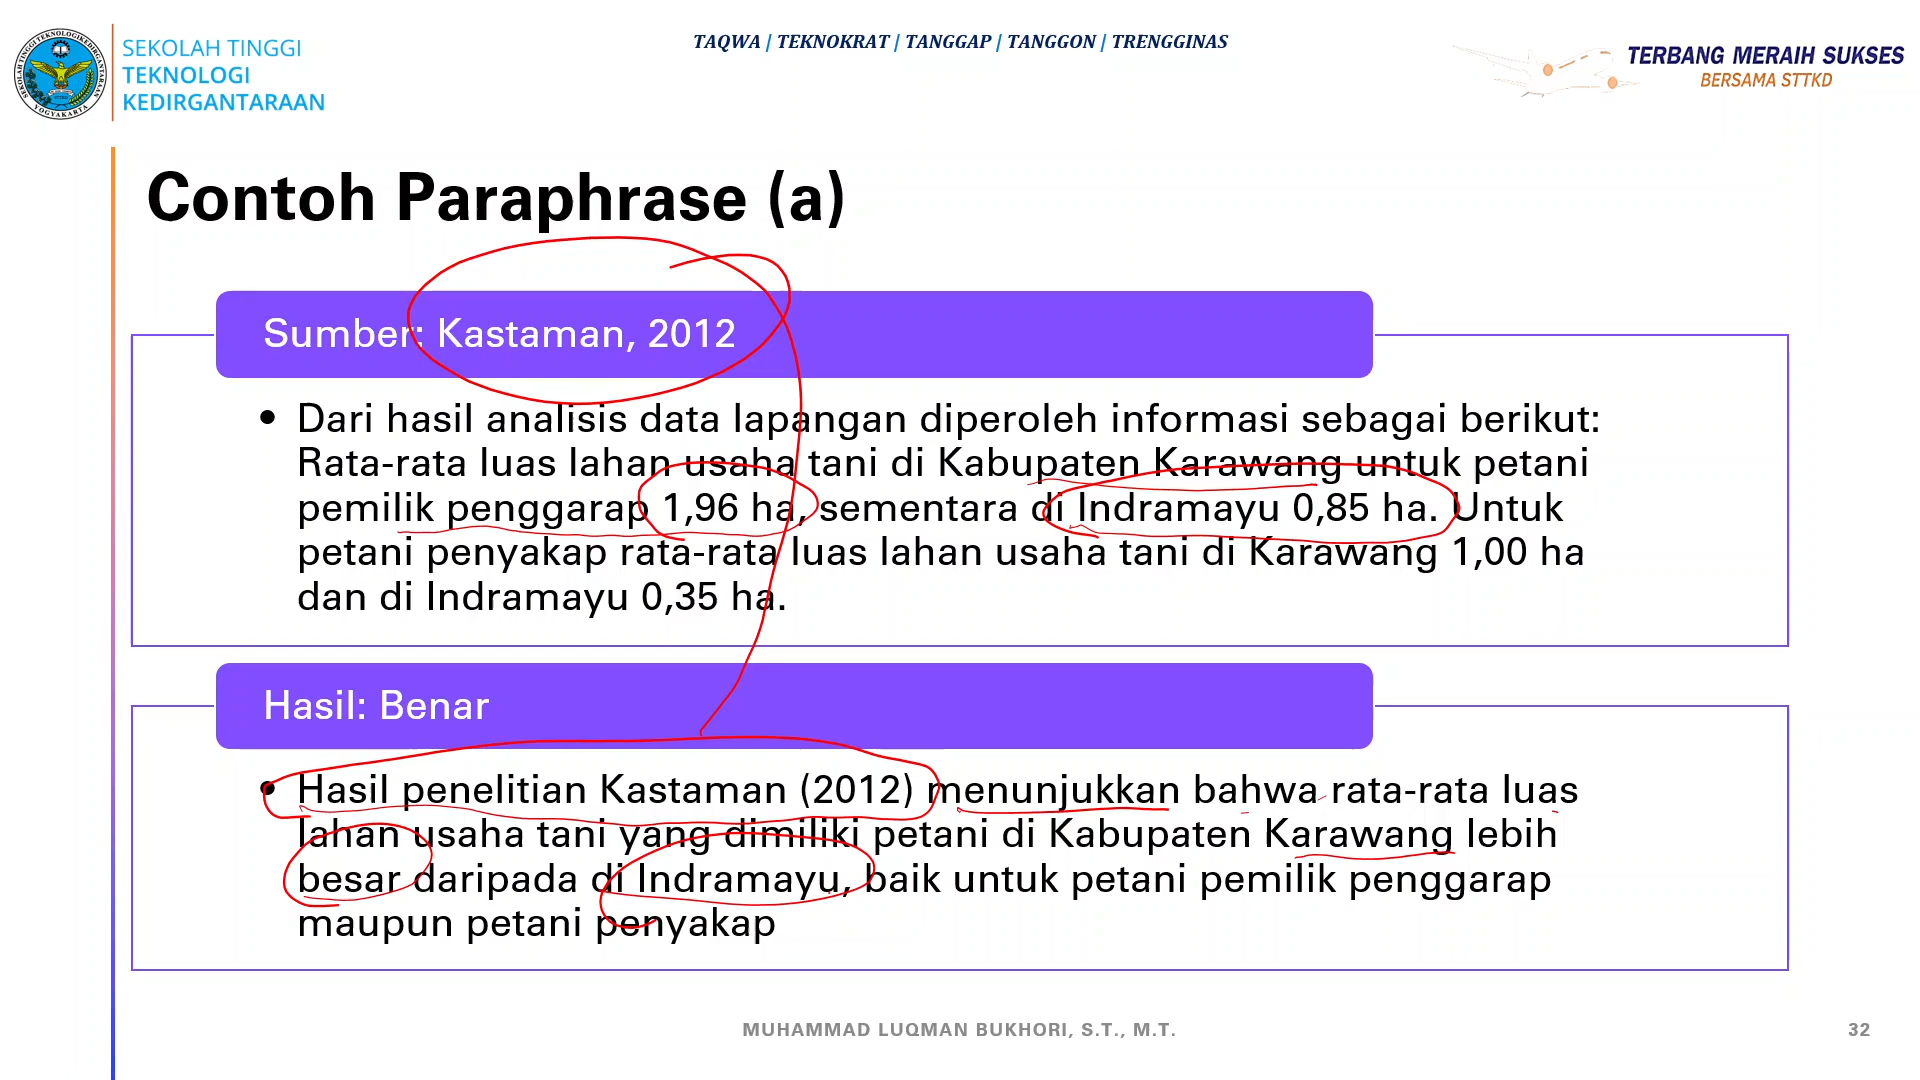 SEKOLAH TINGGI
TEKNOLOGI
KEDIRGANTARAAN
TAQWA | TEKNOKRAT | TANGGAP | TANGGON | TRENGGINAS
TERBANG MERAIH SUKSES
BERSAMA STTKD
Contoh Paraphrase (a)
Sumber: Kastaman, 2012
• Dari hasil analisis data lapangan diperoleh informasi sebagai berikut:
Rata-rata luas lahan usaha tani di Kabupaten Karawang untuk petani
pemilik penggarap 1,96 ha, sementara di Indramayu 0,85 ha. Untuk
petani penyakap rata-rata luas lahan usaha tani di Karawang 1,00 ha
dan di Indramayu 0,35 ha.
Hasil: Benar
• Hasil penelitian Kastaman (2012) menunjukkan bahwa rata-rata luas
lahan usaha tani yang dimiliki petani di Kabupaten Karawang lebih
besar daripada di Indramayu, baik untuk petani pemilik penggarap
maupun petani penyakap
MUHAMMAD LUQMAN BUKHORI, S.T., M.T.
32